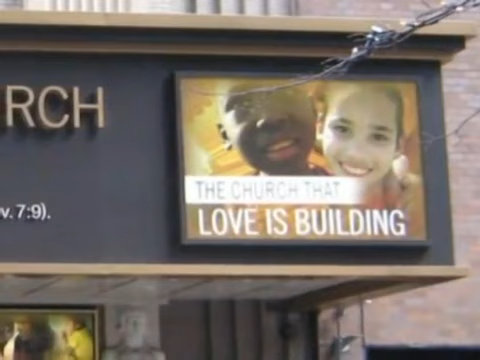 RCH
v. 7:9).
THE CHURCH THAT
LOVE IS BUILDING